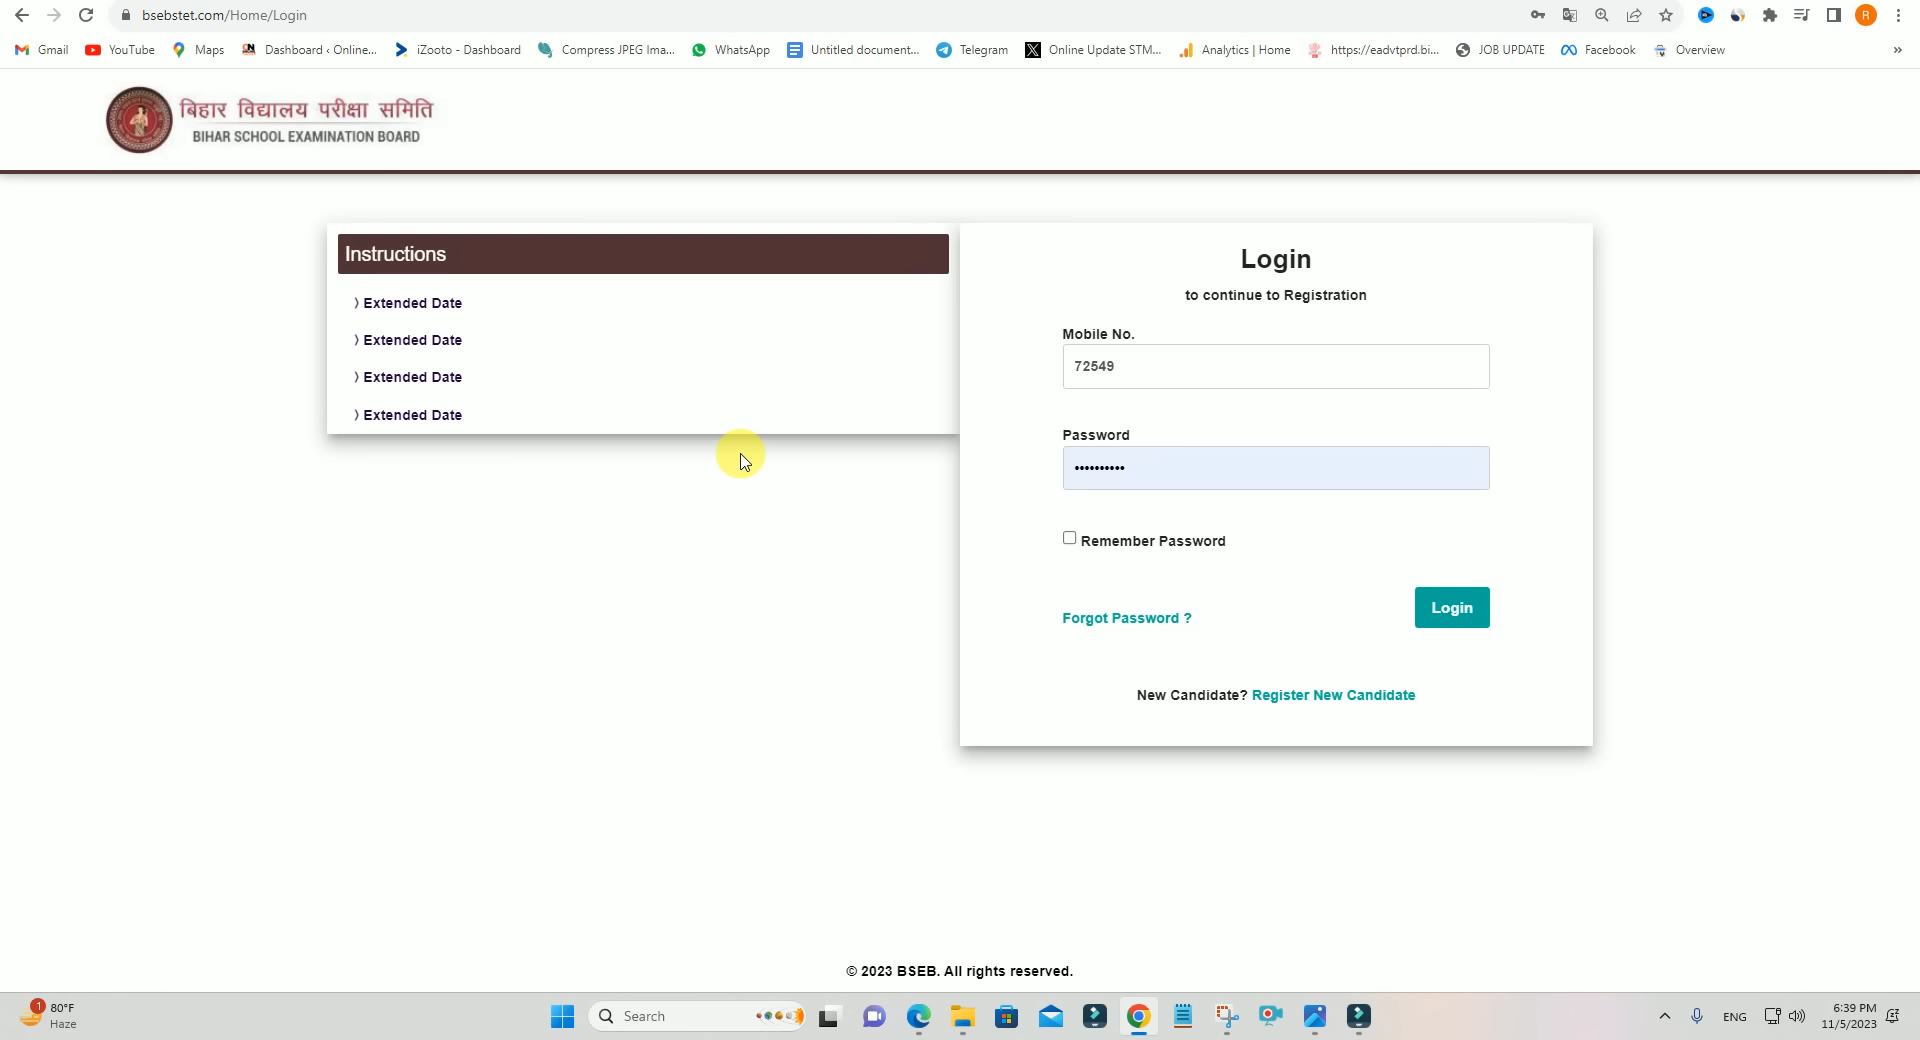 bsebstet.com/Home/Login
R
Gmail YouTube Maps Dashboard ‹ Online... iZooto - Dashboard Compress JPEG Ima... WhatsApp Untitled document... Telegram Online Update STM... Analytics | Home https://eadvtprd.bi... JOB UPDATE Facebook Overview »
बिहार विद्यालय परीक्षा समिति
BIHAR SCHOOL EXAMINATION BOARD
Instructions
⟩ Extended Date
⟩ Extended Date
⟩ Extended Date
⟩ Extended Date
Login
to continue to Registration
Mobile No.
72549
Password
••••••••••
Remember Password
Forgot Password ?
Login
New Candidate? Register New Candidate
© 2023 BSEB. All rights reserved.
1
80°F
Haze
Search
ENG
6:39 PM
11/5/2023